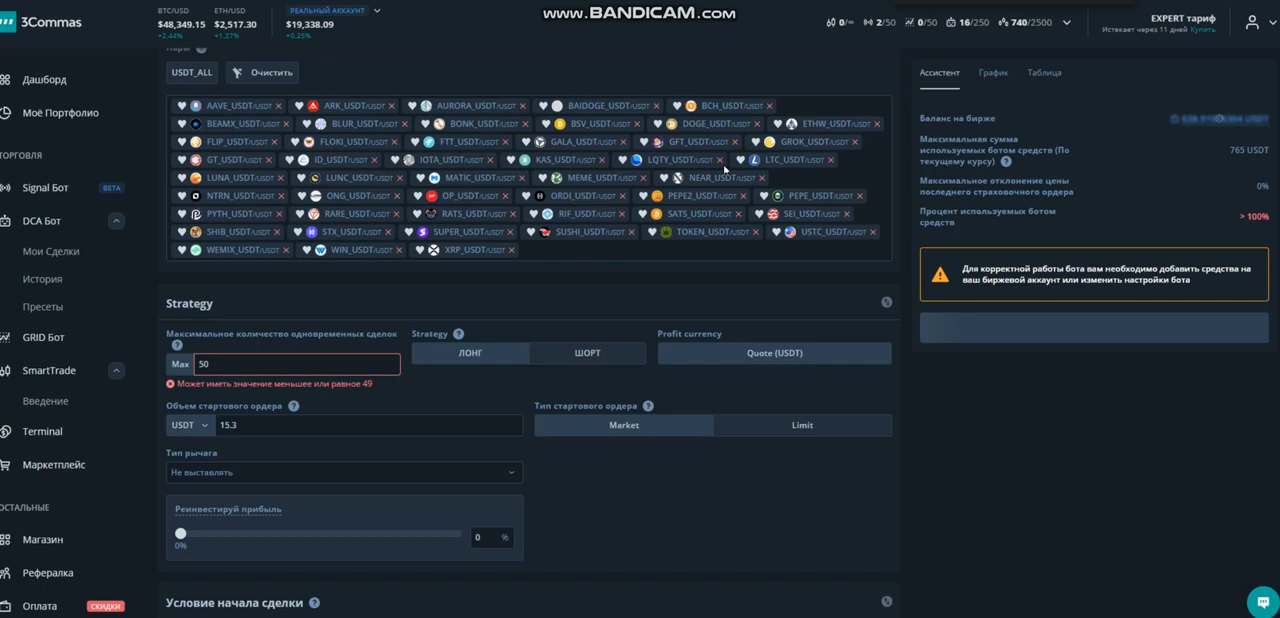 www.BANDICAM.com
3Commas
BTC/USD
$48,349.15
+2.44%
ETH/USD
$2,517.30
+1.27%
РЕАЛЬНЫЙ АККАУНТ
$19,338.09
+0.25%
0/∞
2/50
0/50
16/250
740/2500
EXPERT тариф
Истекает через 11 дней Купить
Дашборд
Моё Портфолио
ТОРГОВЛЯ
Signal Бот BETA
DCA Бот
Мои Сделки
История
Пресеты
GRID Бот
SmartTrade
Введение
Terminal
Маркетплейс
ОСТАЛЬНЫЕ
Магазин
Рефералка
Оплата СКИДКИ
Пары
USDT_ALL Очистить
AAVE_USDT/USDT ARK_USDT/USDT AURORA_USDT/USDT BAIDOGE_USDT/USDT BCH_USDT/USDT
BEAMX_USDT/USDT BLUR_USDT/USDT BONK_USDT/USDT BSV_USDT/USDT DOGE_USDT/USDT ETHW_USDT/USDT
FLIP_USDT/USDT FLOKI_USDT/USDT FTT_USDT/USDT GALA_USDT/USDT GFT_USDT/USDT GROK_USDT/USDT
GT_USDT/USDT ID_USDT/USDT IOTA_USDT/USDT KAS_USDT/USDT LQTY_USDT/USDT LTC_USDT/USDT
LUNA_USDT/USDT LUNC_USDT/USDT MATIC_USDT/USDT MEME_USDT/USDT NEAR_USDT/USDT
NTRN_USDT/USDT ONG_USDT/USDT OP_USDT/USDT ORDI_USDT/USDT PEPE2_USDT/USDT PEPE_USDT/USDT
PYTH_USDT/USDT RARE_USDT/USDT RATS_USDT/USDT RIF_USDT/USDT SATS_USDT/USDT SEI_USDT/USDT
SHIB_USDT/USDT STX_USDT/USDT SUPER_USDT/USDT SUSHI_USDT/USDT TOKEN_USDT/USDT USTC_USDT/USDT
WEMIX_USDT/USDT WIN_USDT/USDT XRP_USDT/USDT
Strategy
Максимальное количество одновременных сделок
Max 50
Может иметь значение меньшее или равное 49
Strategy
ЛОНГ ШОРТ
Profit currency
Quote (USDT)
Объем стартового ордера
USDT 15.3
Тип стартового ордера
Market Limit
Тип рычага
Не выставлять
Реинвестируй прибыль
0%
0 %
Условие начала сделки
Ассистент График Таблица
Баланс на бирже
Максимальная сумма
используемых ботом средств (По
текущему курсу)
765 USDT
Максимальное отклонение цены
последнего страховочного ордера
0%
Процент используемых ботом
средств
> 100%
Для корректной работы бота вам необходимо добавить средства на
ваш биржевой аккаунт или изменить настройки бота